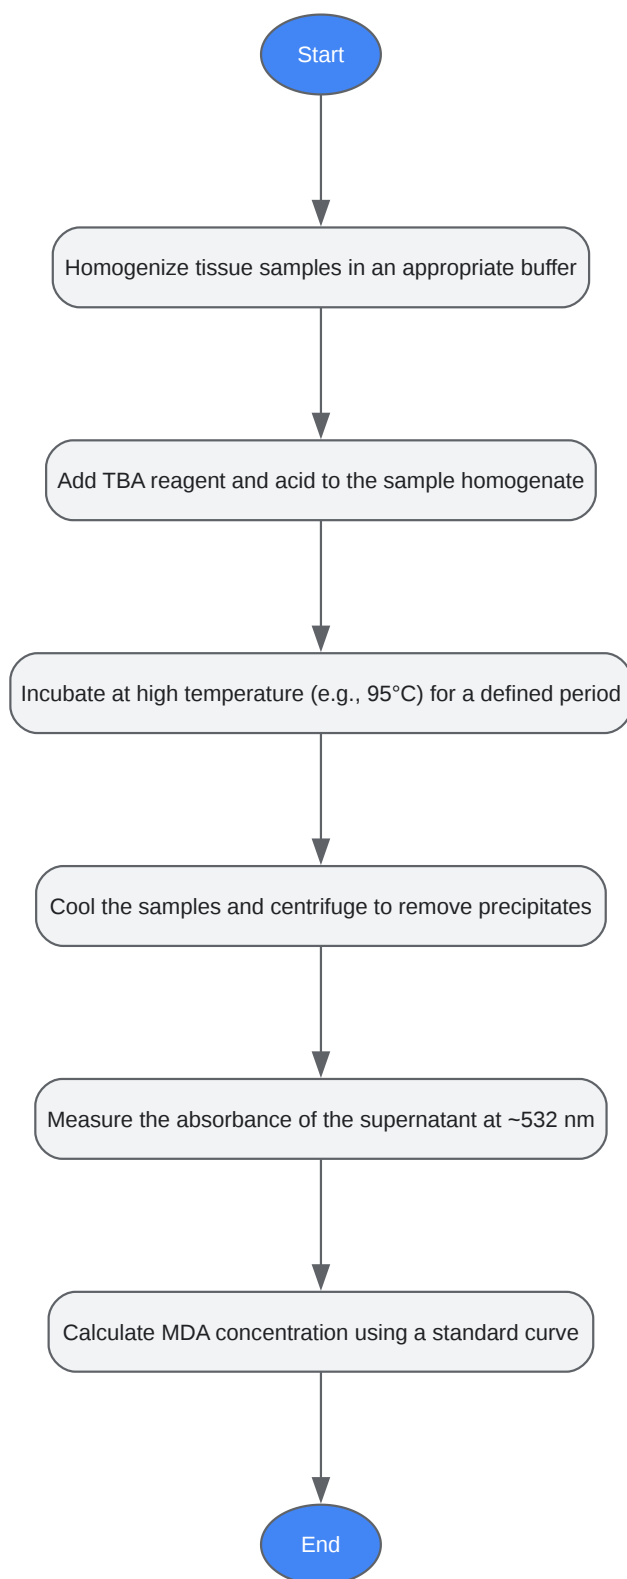 Start
Homogenize tissue samples in an appropriate buffer
Add TBA reagent and acid to the sample homogenate
Incubate at high temperature (e.g., 95°C) for a defined period
Cool the samples and centrifuge to remove precipitates
Measure the absorbance of the supernatant at ~532 nm
Calculate MDA concentration using a standard curve
End